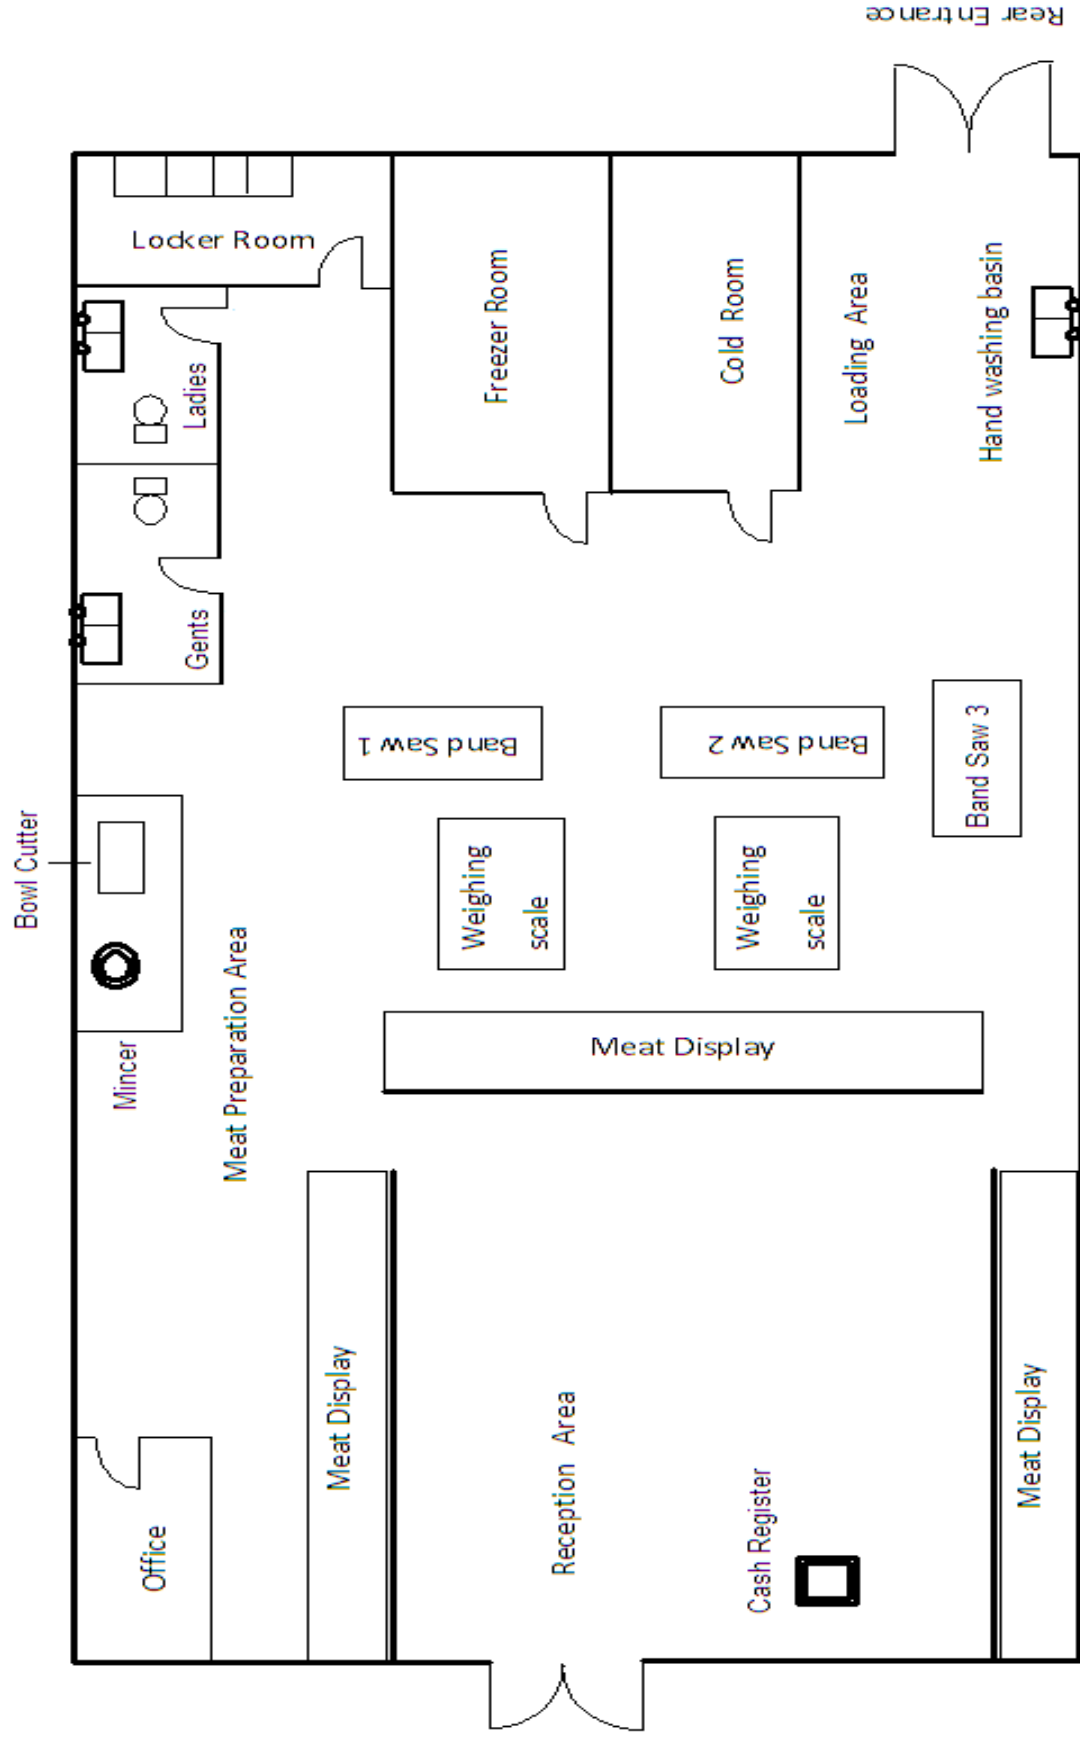 Rear Entrance
Locker Room
Freezer Room
Cold Room
Loading Area
Hand washing basin
Ladies
Gents
Band Saw 1
Band Saw 2
Band Saw 3
Bowl Cutter
Weighing
scale
Weighing
scale
Mincer
Meat Preparation Area
Meat Display
Meat Display
Reception Area
Cash Register
Meat Display
Office